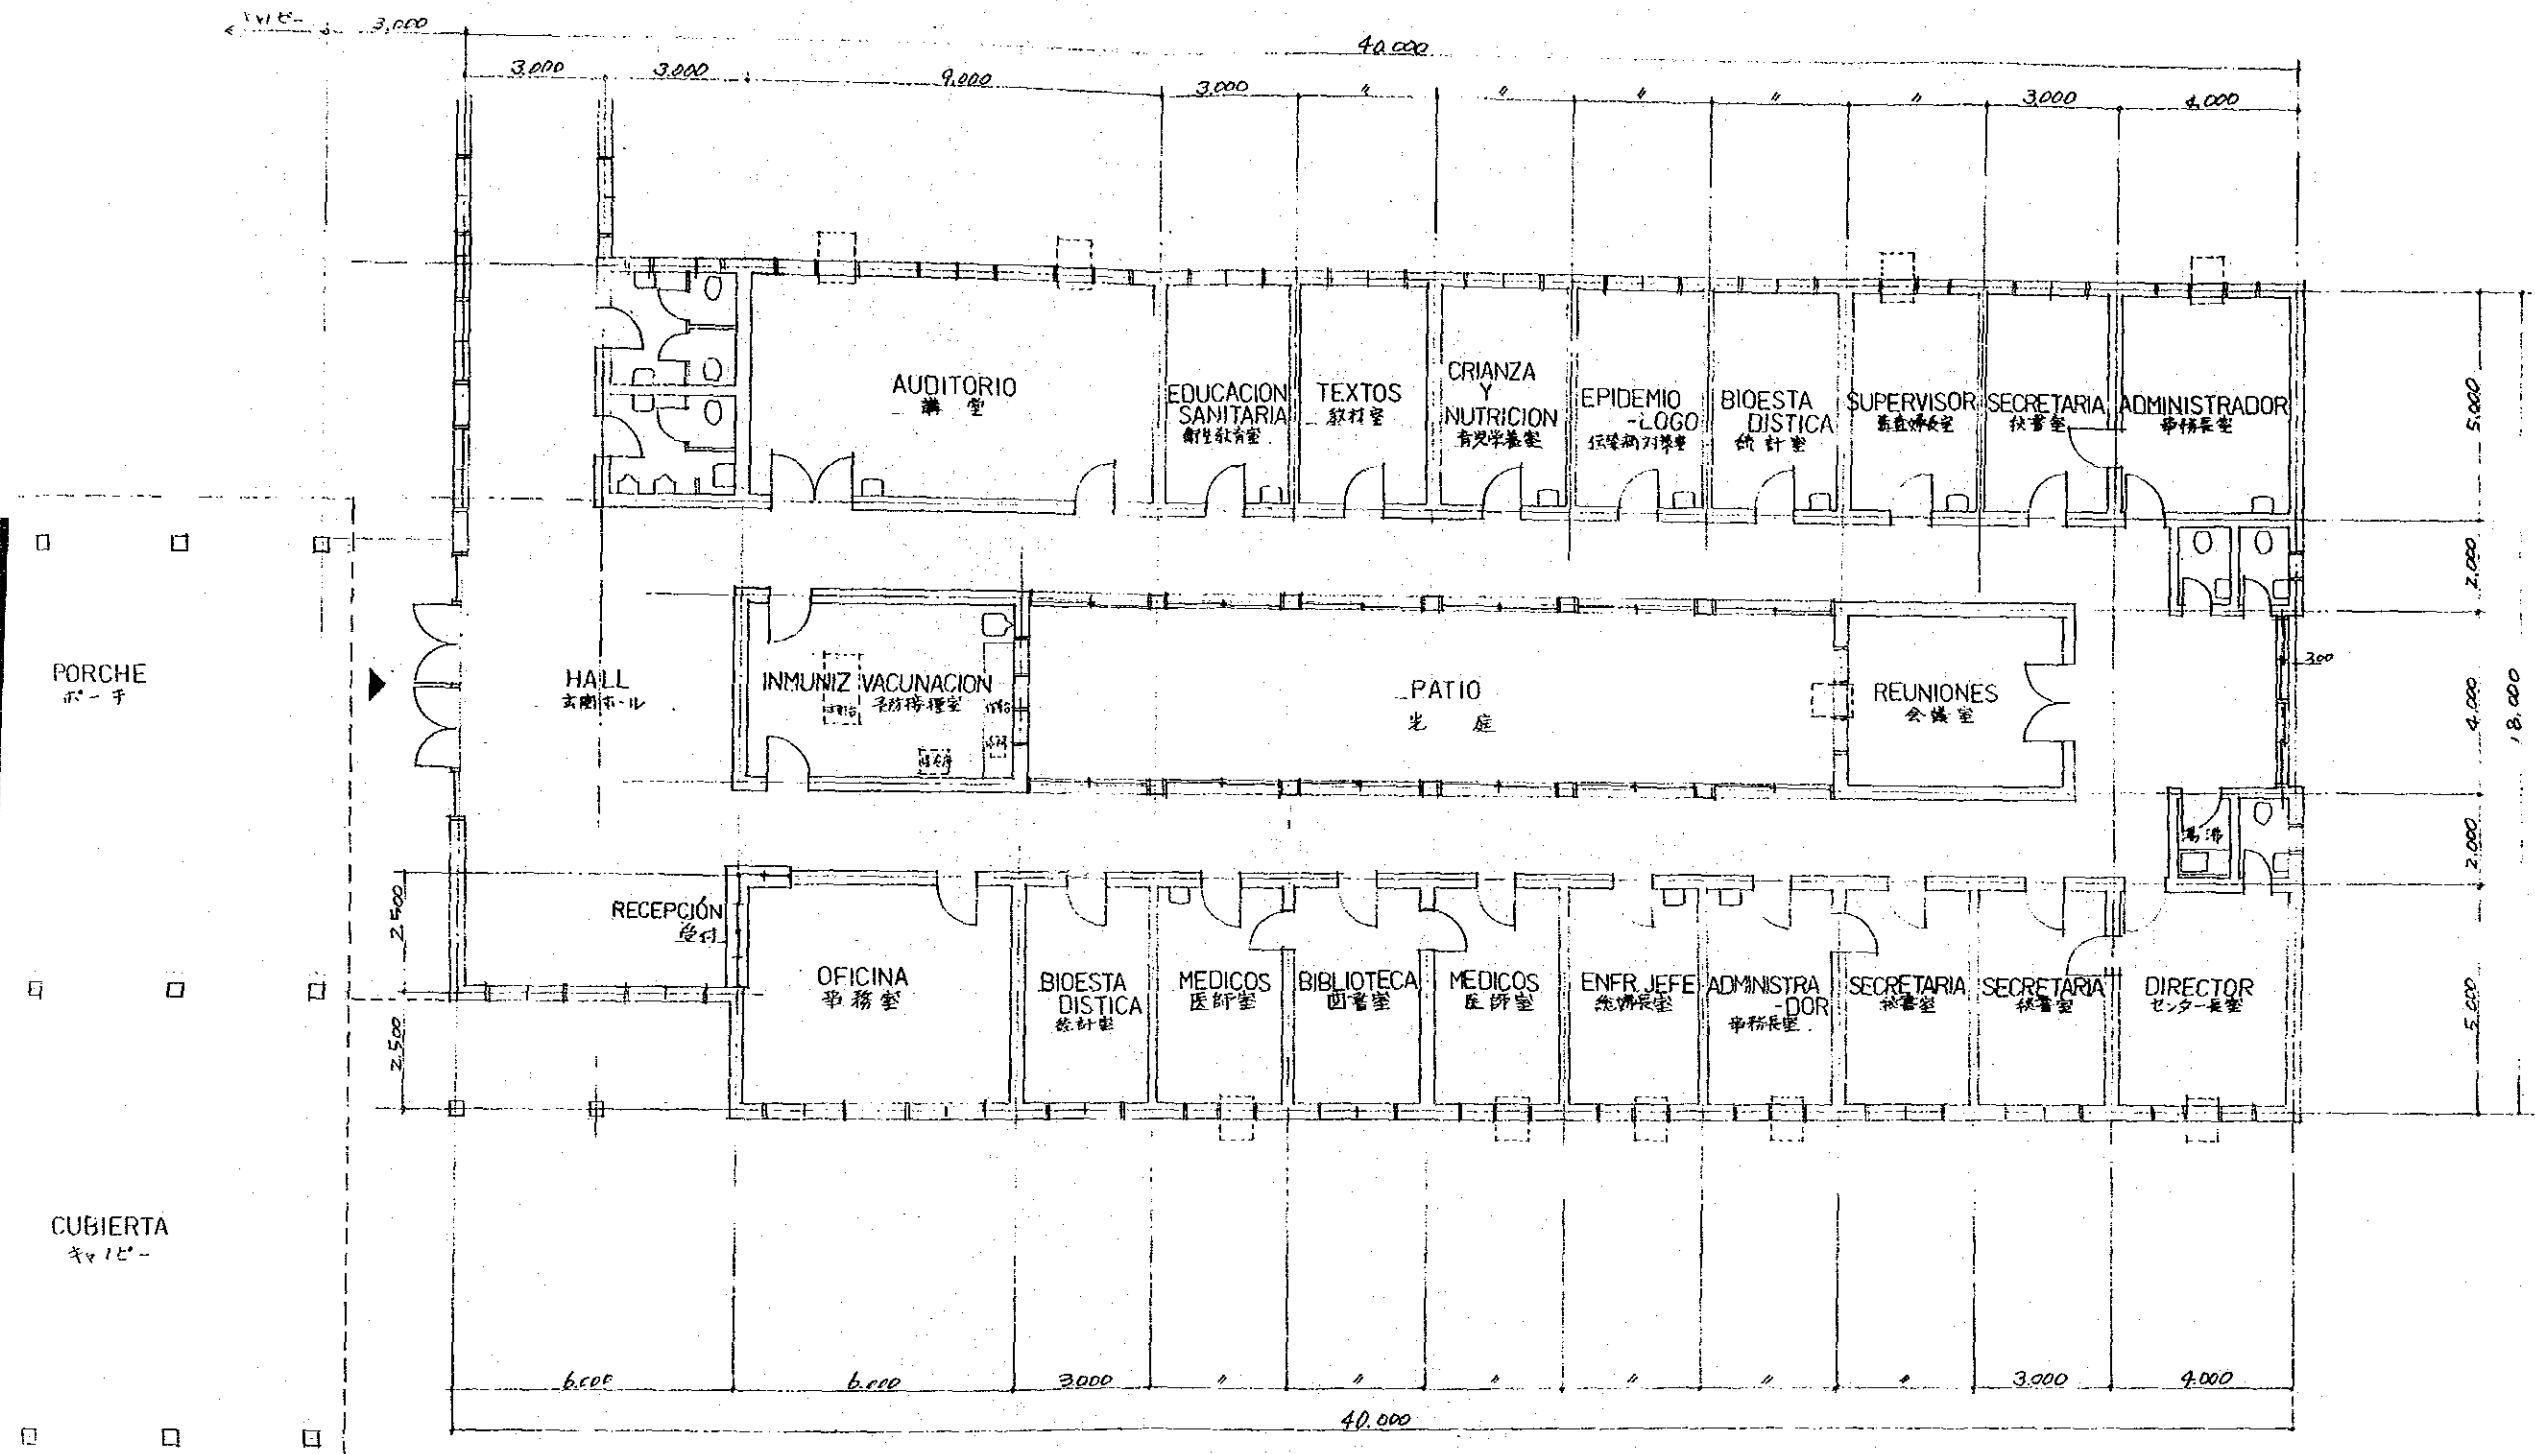 キャノピー
3,000
40.000
3.000
3.000
9,000
3.000
〃
〃
〃
〃
〃
3.000
4.000
AUDITORIO
講堂
EDUCACION
SANITARIA
衛生教育室
TEXTOS
教材室
CRIANZA
Y
NUTRICION
育児栄養室
EPIDEMIO
-LOGO
伝染病対策室
BIOESTA
DISTICA
統計室
SUPERVISOR
SECRETARIA
秘書室
ADMINISTRADOR
事務長室
5.000
2.000
4.000
2.000
5.000
18.000
300
PORCHE
ポーチ
HALL
玄関ホール
INMUNIZ VACUNACION
予防接種室
PATIO
光庭
REUNIONES
会議室
湯沸
2.500
2.500
RECEPCIÓN
受付
OFICINA
事務室
BIOESTA
DISTICA
統計室
MEDICOS
医師室
BIBLIOTECA
図書室
MEDICOS
医師室
ENFR. JEFE
総婦長室
ADMINISTRA
-DOR
事務長室
SECRETARIA
秘書室
SECRETARIA
秘書室
DIRECTOR
センター長室
CUBIERTA
キャノピー
6.000
6.000
3.000
〃
〃
〃
〃
〃
〃
3.000
4.000
40.000